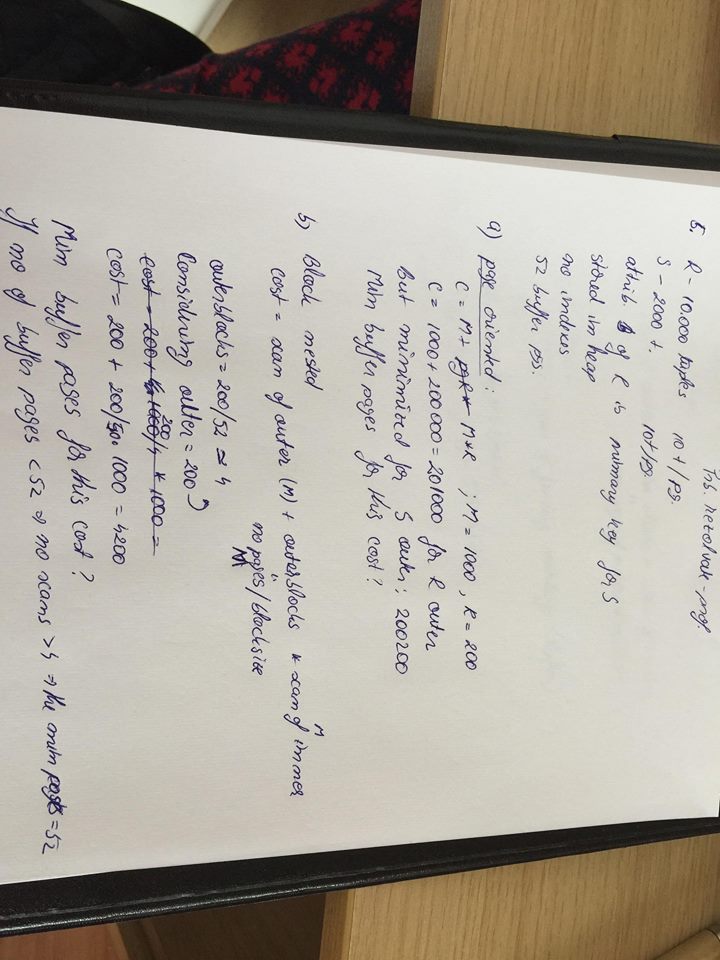 Pb. rezolvate - prof.
5. R - 10.000 tuples 10 t/pg.
S - 2000 t. 10t/pg.
attrib. b of R is primary key for S
stored in heap
no indexes
52 buffer pgs.
a) page oriented:
C = M + M*R ; M = 1000, R = 200
C = 1000 + 200 000 = 201000 for R outer
But minimized for S outer: 200200
Min buffer pages for this cost?
b) Block nested
M
cost = scan of outer (M) + outerblocks * scan of inner
no pages/blocksize
M
outerblocks = 200/52 ≃ 4
Considering outer = 200
200
cost = 200 + 1000/4 * 1000 =
cost = 200 + 200/50 · 1000 = 4200
Min buffer pages for this cost?
If no of buffer pages < 52 ⇒ no scans > 4 ⇒ the min pages = 52